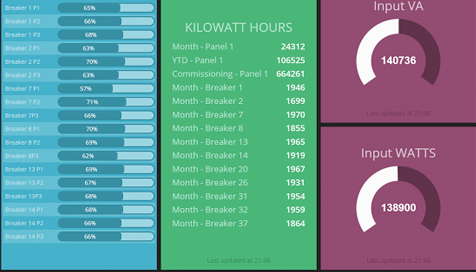 Breaker 1 P1 65%
Breaker 1 P2 66%
Breaker 1 P3 68%
Breaker 2 P1 63%
Breaker 2 P2 70%
Breaker 2 P3 63%
Breaker 7 P1 57%
Breaker 7 P2 71%
Breaker 7P3 66%
Breaker 8 P1 70%
Breaker 8 P2 69%
Breaker 8P3 62%
Breaker 13 P1 69%
Breaker 13 P2 67%
Breaker 13P3 68%
Breaker 14 P1 68%
Breaker 14 P2 66%
Breaker 14 P3 66%
KILOWATT HOURS
Month - Panel 1 24312
YTD - Panel 1 106525
Commissioning - Panel 1 664261
Month - Breaker 1 1946
Month - Breaker 2 1699
Month - Breaker 7 1970
Month - Breaker 8 1855
Month - Breaker 13 1965
Month - Breaker 14 1919
Month - Breaker 20 1967
Month - Breaker 26 1931
Month - Breaker 31 1954
Month - Breaker 32 1959
Month - Breaker 37 1864
Last updated at 21:48
Input VA
140736
Last updated at 21:48
Input WATTS
138900
Last updated at 21:48